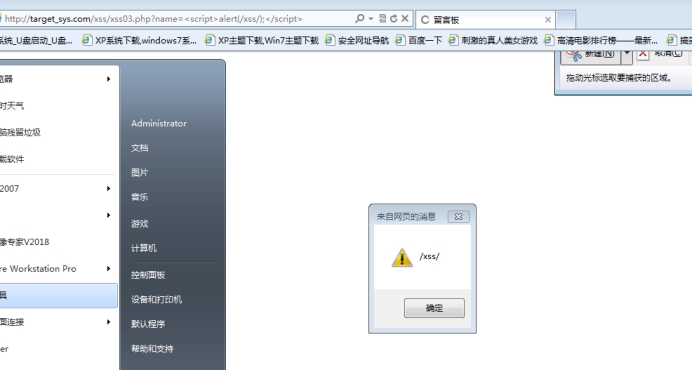 http://target_sys.com/xss/xss03.php?name=<script>alert(/xss/);</script>
留言板
系统_U盘启动_U盘...
XP系统下载,windows7系...
XP主题下载,Win7主题下载
安全网址导航
百度一下
刺激的真人美女游戏
高清电影排行榜——最新...
搞
新建(N)
取消(C)
拖动光标选取要捕获的区域。
览器
时天气
脑残留垃圾
载软件
2007
像专家V2018
re Workstation Pro
具
面连接
er
Administrator
文档
图片
音乐
游戏
计算机
控制面板
设备和打印机
默认程序
帮助和支持
来自网页的消息
/xss/
确定